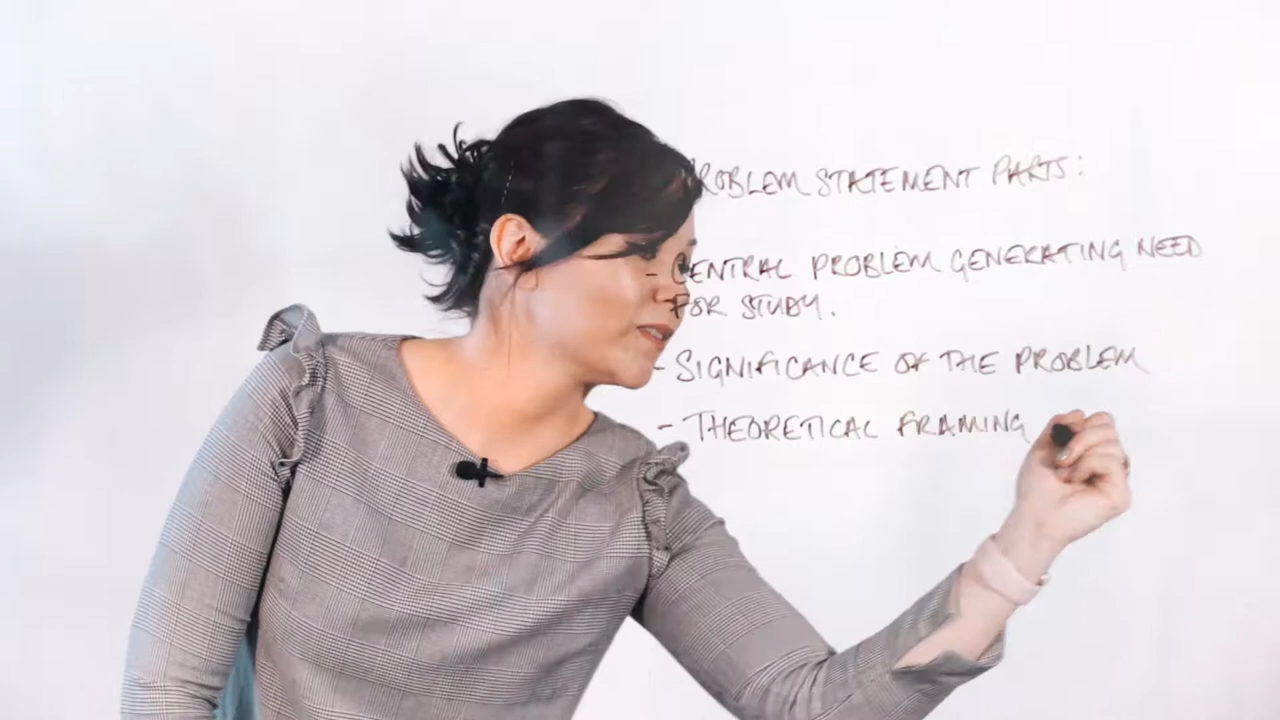 PROBLEM STATEMENT PARTS:
- CENTRAL PROBLEM GENERATING NEED
FOR STUDY.
- SIGNIFICANCE OF THE PROBLEM
- THEORETICAL FRAMING